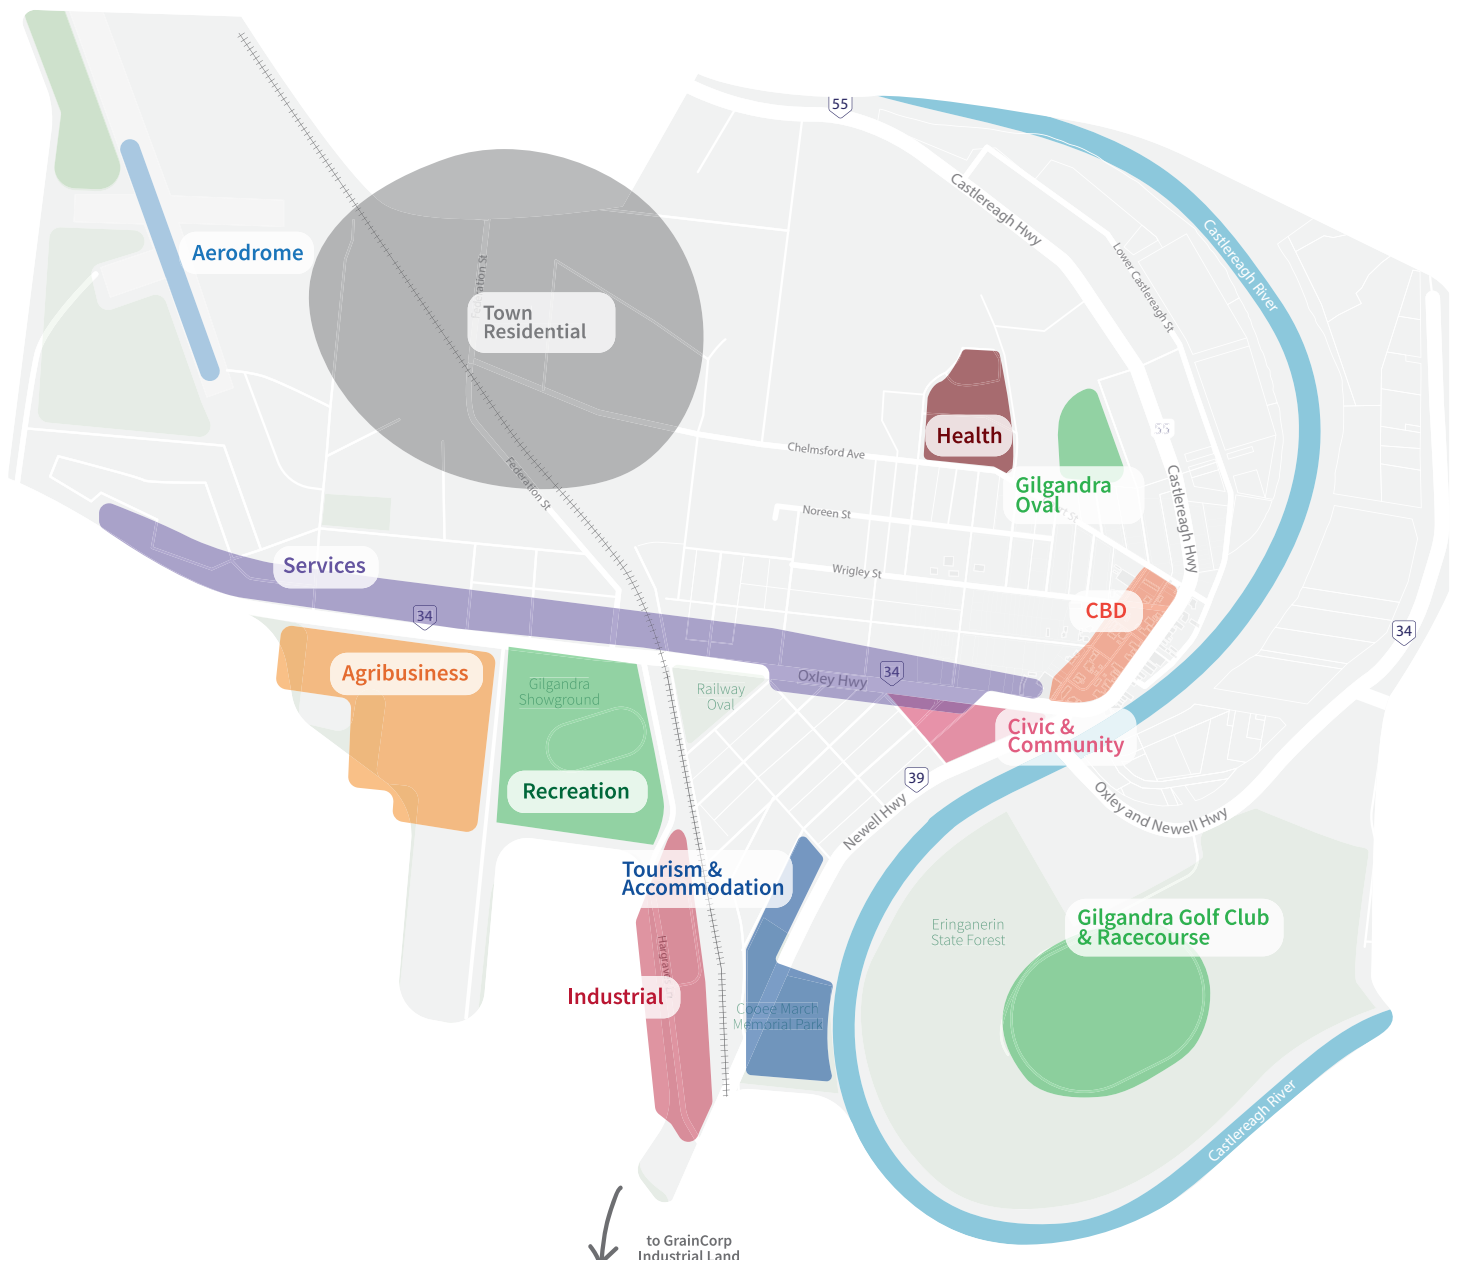 55
Castlereagh Hwy
Lower Castlereagh St
Castlereagh River
Aerodrome
Town
Residential
Health
Chelmsford Ave
55
Castlereagh Hwy
Gilgandra
Oval
Federation St
Noreen St
Services
Wrigley St
CBD
34
34
34
Agribusiness
Oxley Hwy
Gilgandra
Showground
Railway
Oval
Civic &
Community
39
Recreation
Newell Hwy
Oxley and Newell Hwy
Tourism &
Accommodation
Eringanerin
State Forest
Gilgandra Golf Club
& Racecourse
Industrial
Cooee March
Memorial Park
Castlereagh River
to GrainCorp
Industrial Land